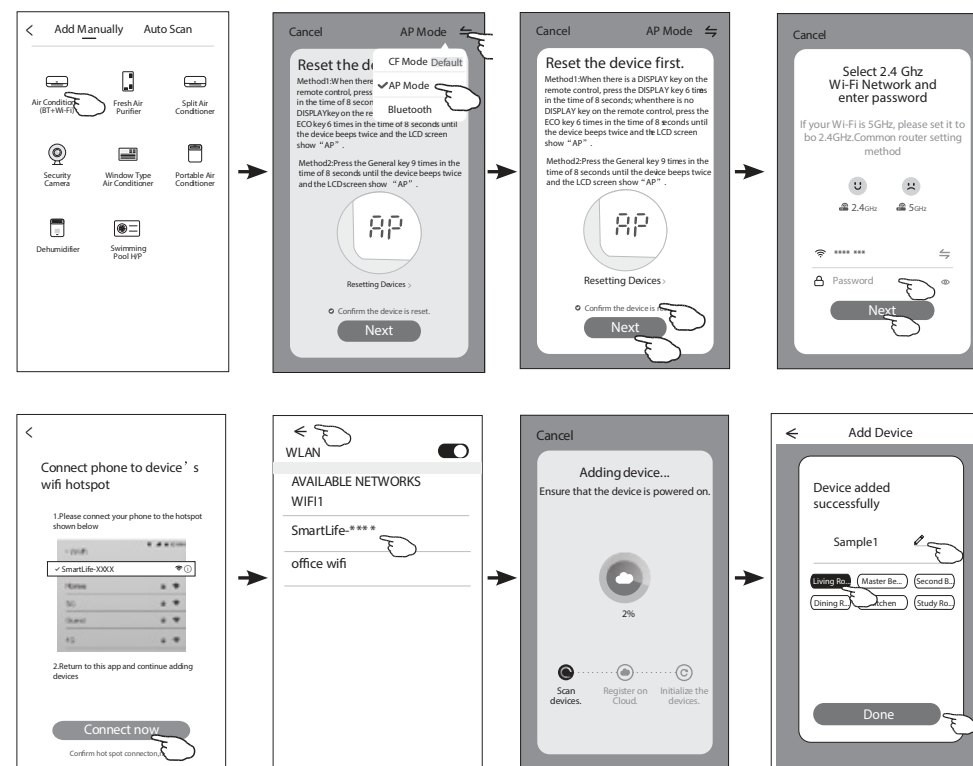 Add Manually
Auto Scan
Air Condition
(BT+Wi-Fi)
Fresh Air
Purifier
Split Air
Conditioner
Security
Camera
Window Type
Air Conditioner
Portable Air
Conditioner
Dehumidifier
Swimming
Pool H/P
Cancel
AP Mode
Reset the de
CF Mode Default
AP Mode
Bluetooth
Method1:When there
remote control, press
in the time of 8 secon
DISPLAYkey on the re
ECO key 6 times in the time of 8 seconds until
the device beeps twice and the LCD screen
show “AP”.
Method2:Press the General key 9 times in the
time of 8 seconds until the device beeps twice
and the LCDscreen show “AP”.
AP
Resetting Devices >
Confirm the device is reset.
Next
Cancel
AP Mode
Reset the device first.
Method1:When there is a DISPLAY key on the
remote control, press the DISPLAY key 6 times
in the time of 8 seconds; whenthere is no
DISPLAY key on the remote control, press the
ECO key 6 times in the time of 8 seconds until
the device beeps twice and the LCD screen
show “AP”.
Method2:Press the General key 9 times in the
time of 8 seconds until the device beeps twice
and the LCD screen show “AP”.
AP
Resetting Devices >
Confirm the device is
Next
Cancel
Select 2.4 Ghz
Wi-Fi Network and
enter password
If your Wi-Fi is 5GHz, please set it to
bo 2.4GHz.Common router setting
method
2.4GHz
5GHz
**** ***
Password
Next
Connect phone to device’s
wifi hotspot
1.Please connect your phone to the hotspot
shown below
SmartLife-XXXX
2.Return to this app and continue adding
devices
Connect now
Confirm hot spot connecton,
WLAN
AVAILABLE NETWORKS
WIFI1
SmartLife-****
office wifi
Cancel
Adding device...
Ensure that the device is powered on.
2%
Scan
devices.
Register on
Cloud.
Initialize the
devices.
Add Device
Device added
successfully
Sample1
Living Ro...
Master Be...
Second B..
Dining R..
tchen
Study Ro..
Done